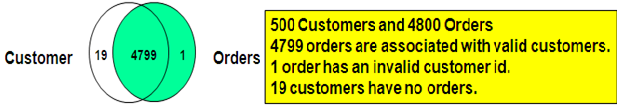 Customer 19 4799 1 Orders
500 Customers and 4800 Orders
4799 orders are associated with valid customers.
1 order has an invalid customer id.
19 customers have no orders.